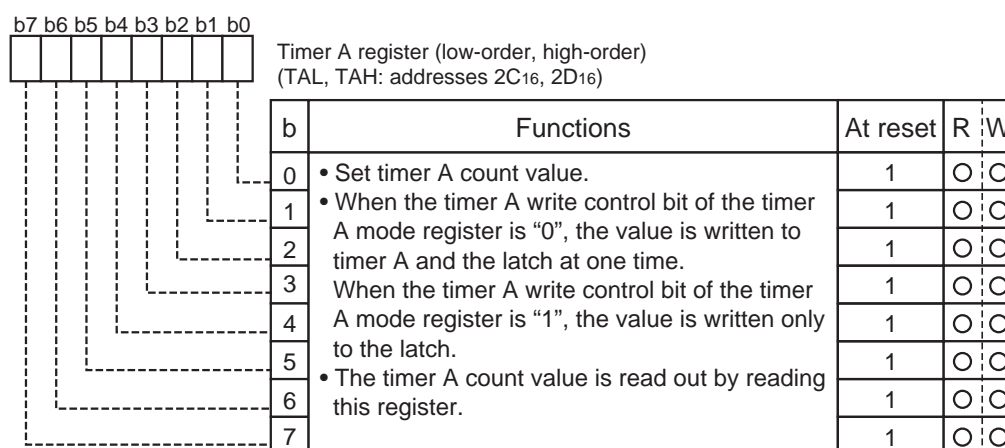 b7 b6 b5 b4 b3 b2 b1 b0
Timer A register (low-order, high-order)
(TAL, TAH: addresses 2C16, 2D16)
b Functions At reset R W
0 • Set timer A count value. 1 O O
1 • When the timer A write control bit of the timer 1 O O
A mode register is “0”, the value is written to
2 timer A and the latch at one time. 1 O O
3 When the timer A write control bit of the timer 1 O O
4 A mode register is “1”, the value is written only 1 O O
to the latch.
5 • The timer A count value is read out by reading 1 O O
6 this register. 1 O O
7 1 O O